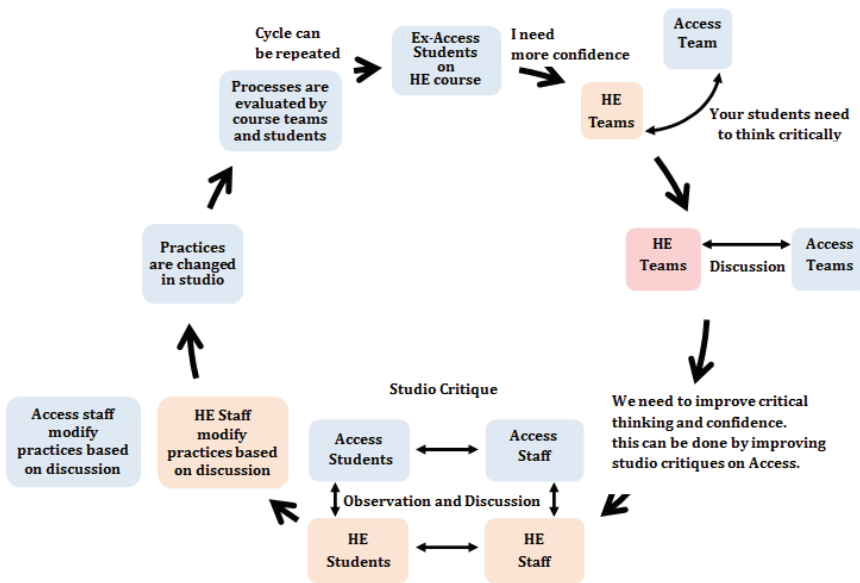 Cycle can
be repeated
Ex-Access
Students
on
HE course
I need
more confidence
Access
Team
Processes are
evaluated by
course teams
and students
HE
Teams
Your students need
to think critically
Practices
are changed
in studio
HE
Teams
Discussion
Access
Teams
Studio Critique
We need to improve critical
thinking and confidence.
this can be done by improving
studio critiques on Access.
Access staff
modify
practices based
on discussion
HE Staff
modify
practices based
on discussion
Access
Students
Access
Staff
Observation and Discussion
HE
Students
HE
Staff